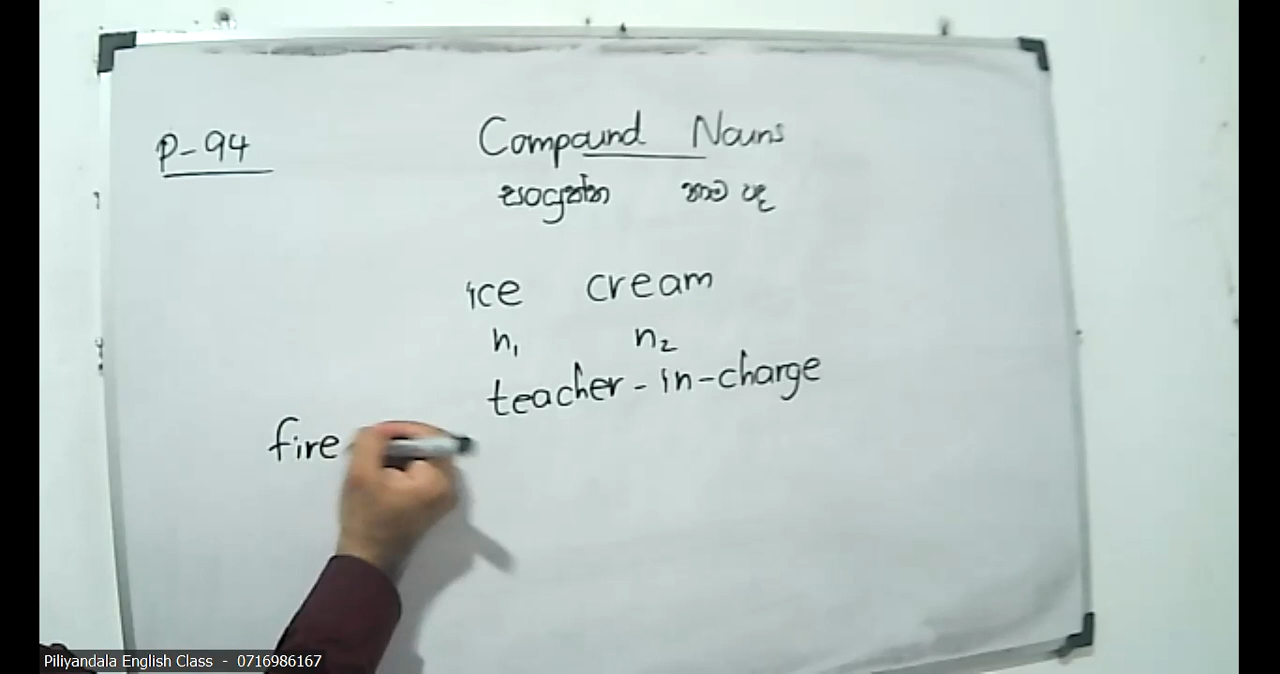 P-94
Compound Nouns
සංයුක්ත නාම පද
ice cream
n₁ n₂
teacher-in-charge
fire
Piliyandala English Class - 0716986167